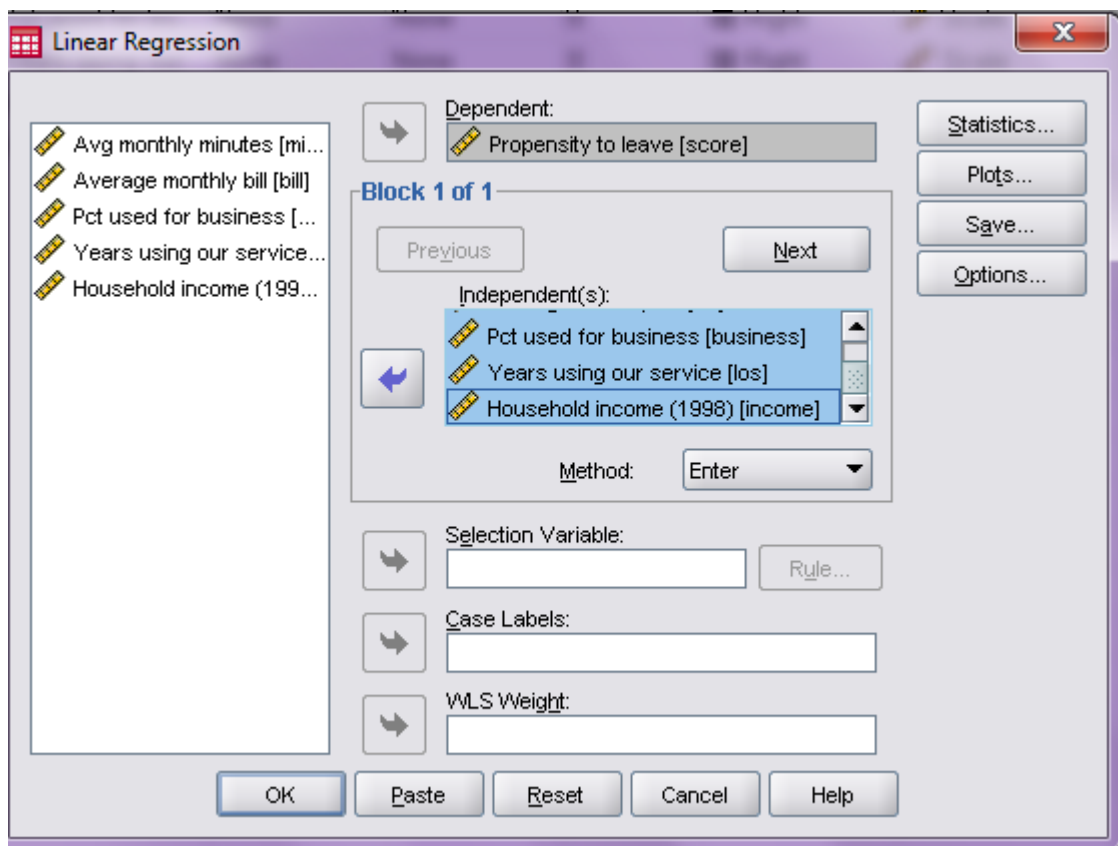 Linear Regression
X
Avg monthly minutes [mi...
Average monthly bill [bill]
Pct used for business [...
Years using our service...
Household income (199...
Dependent:
Propensity to leave [score]
Block 1 of 1
Previous
Next
Independent(s):
Pct used for business [business]
Years using our service [los]
Household income (1998) [income]
Method:
Enter
Selection Variable:
Rule...
Case Labels:
WLS Weight:
Statistics...
Plots...
Save...
Options...
OK
Paste
Reset
Cancel
Help